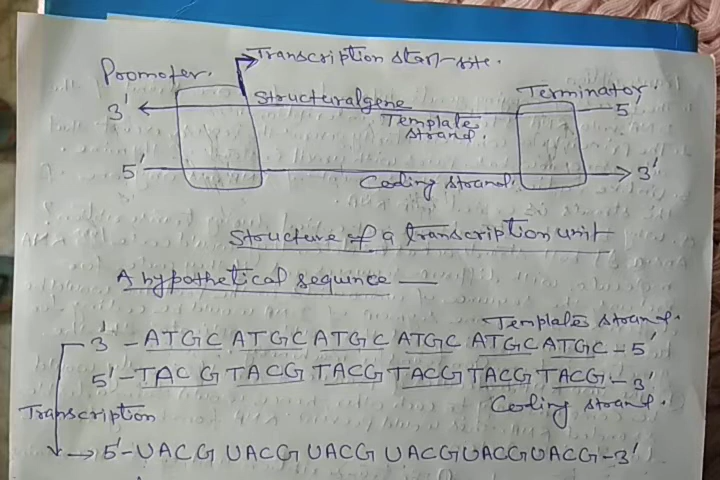 Transcription start-site.
Promoter.
Terminator.
3' Structuralgene 5'
Template
strand.
5' 3'
Coding strand.
Structure of a transcription unit
A hypothetical sequince —
Template strand.
3' -ATGC ATGC ATGC ATGC ATGC ATGC - 5'
5'-TACG TACG TACG TACG TACG TACG-3'
Coding strand.
Transcription
5'-UACG UACG UACG UACG UACG UACG-3'